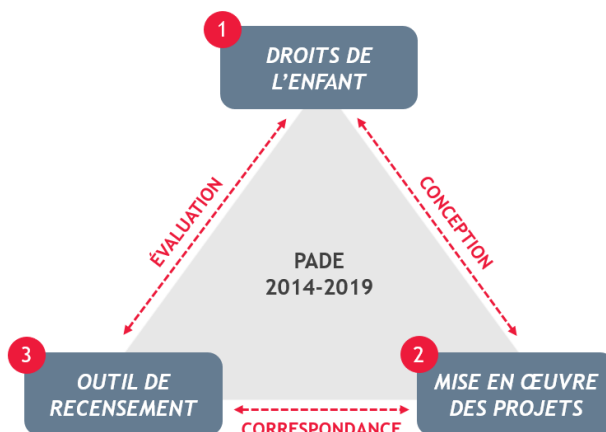 1
DROITS DE
L'ENFANT
ÉVALUATION
CONCEPTION
PADE
2014-2019
3
OUTIL DE
RECENSEMENT
2
MISE EN ŒUVRE
DES PROJETS
CORRESPONDANCE